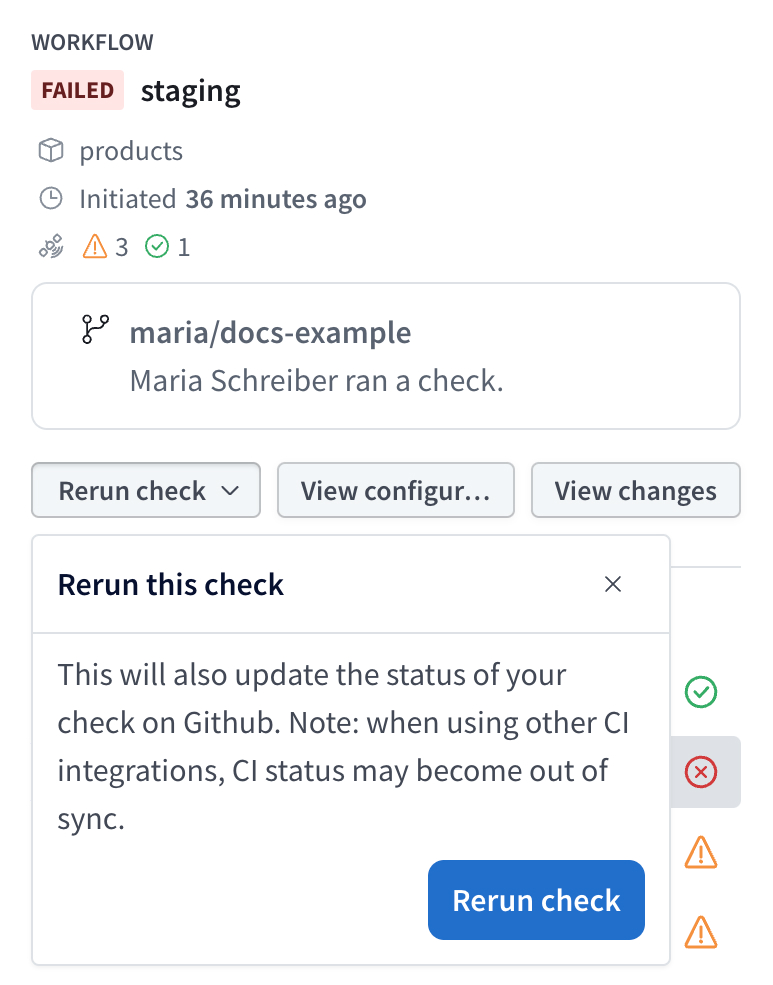 WORKFLOW
FAILED staging
products
Initiated 36 minutes ago
3 1
maria/docs-example
Maria Schreiber ran a check.
Rerun check View configur… View changes
Rerun this check
This will also update the status of your
check on Github. Note: when using other CI
integrations, CI status may become out of
sync.
Rerun check